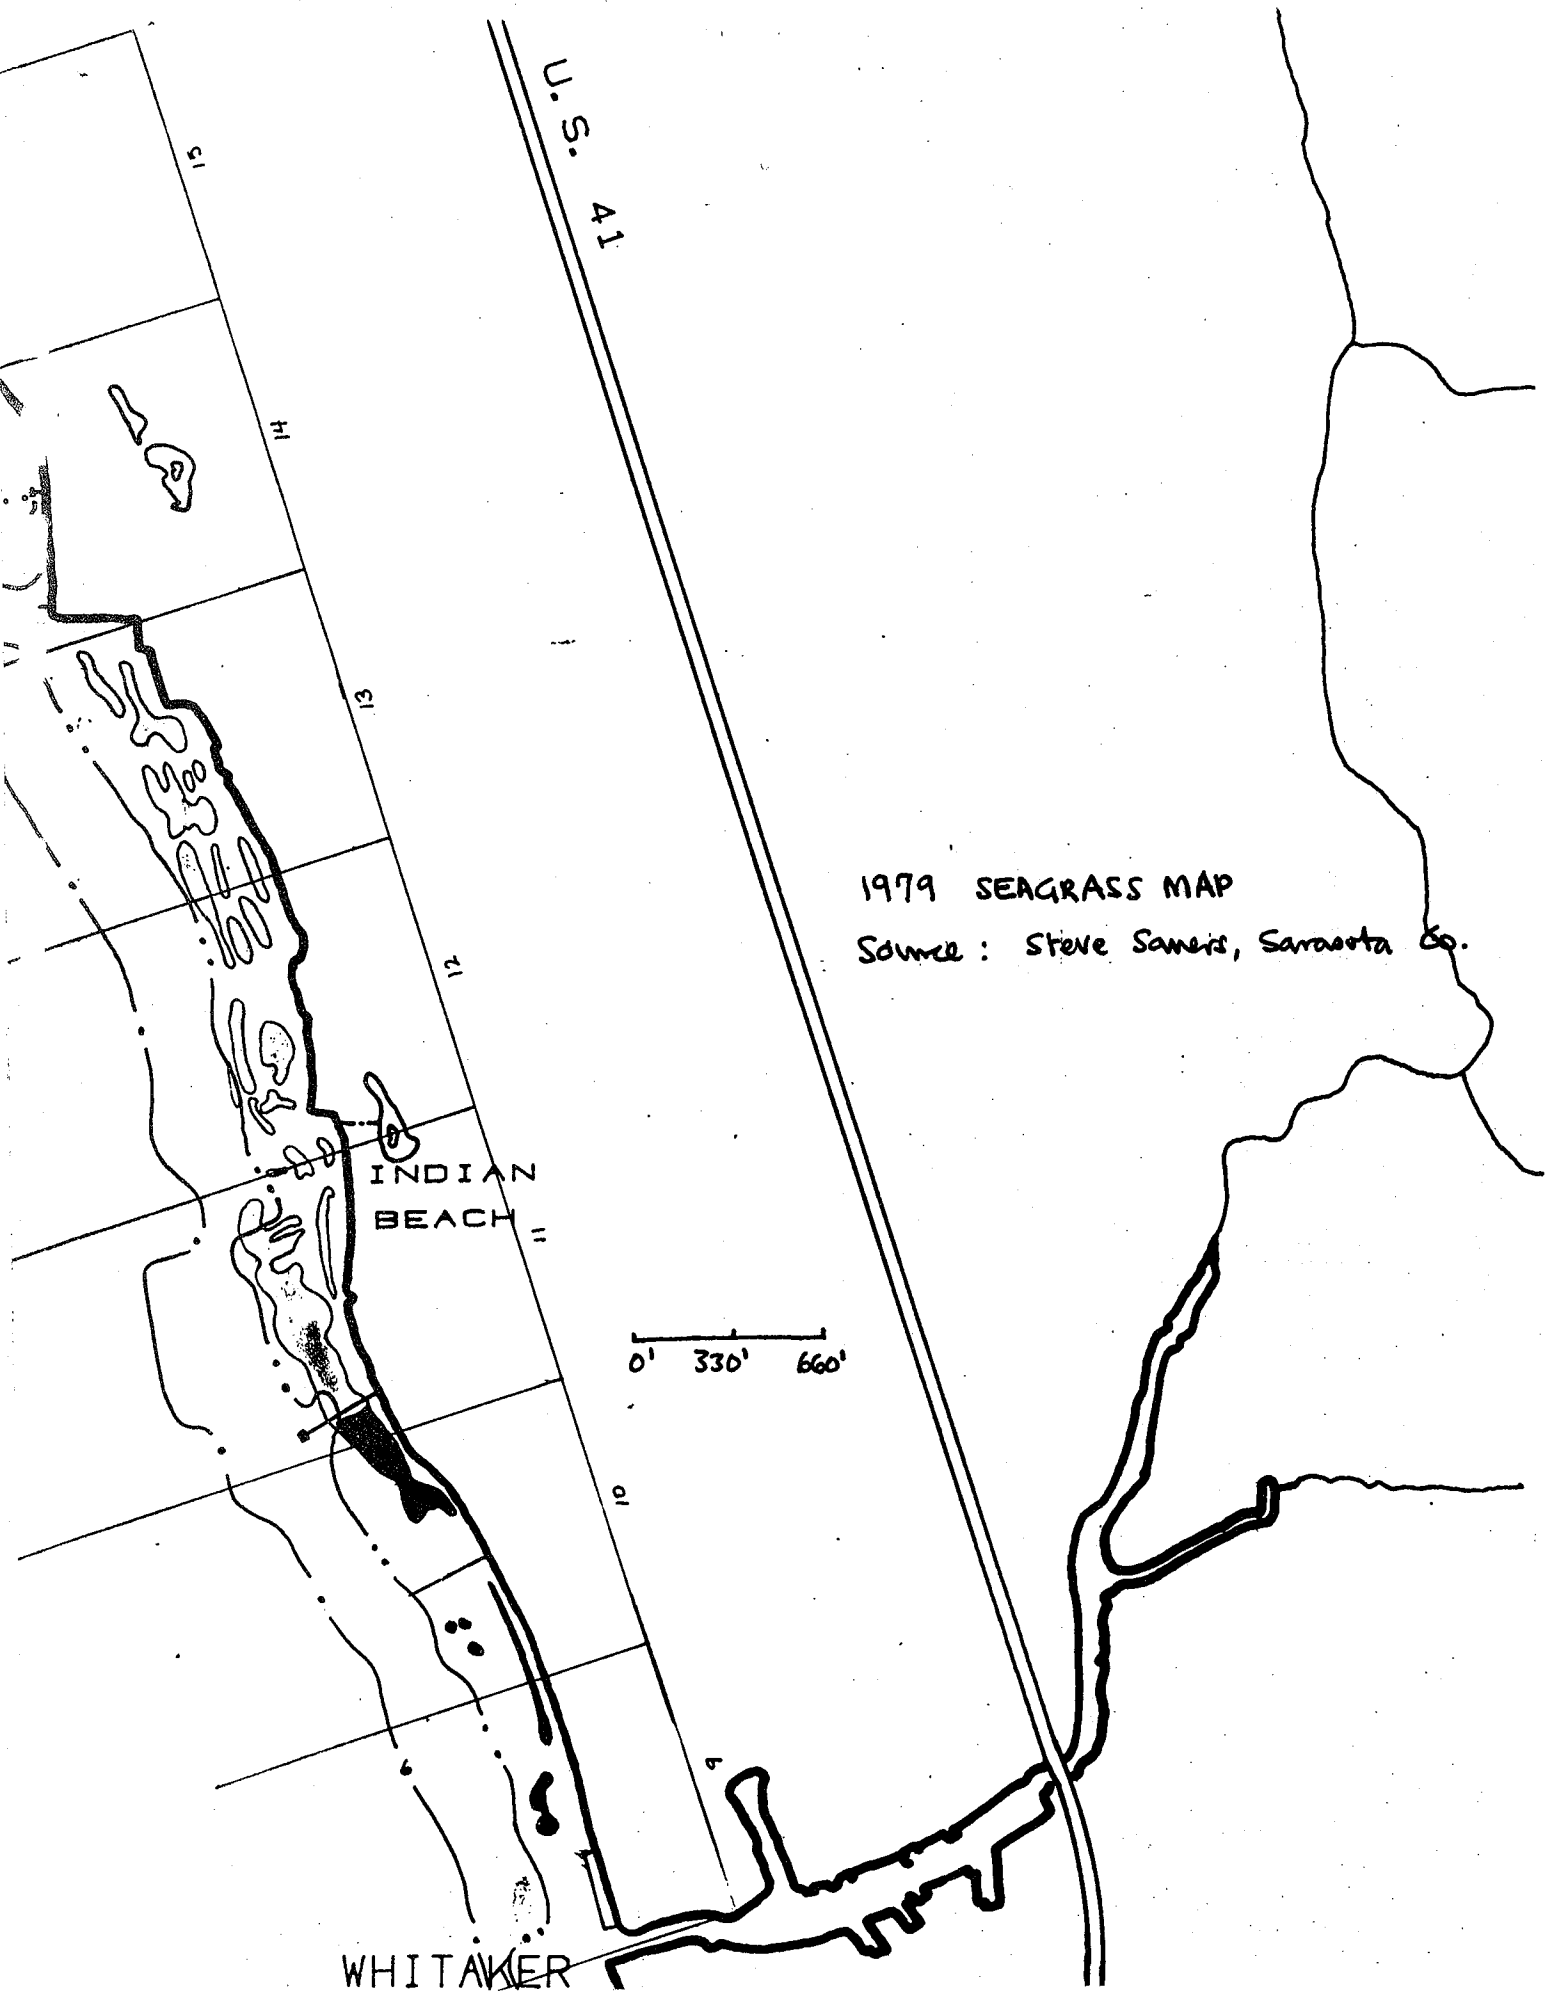 15
U.S. 41
14
13
1979 SEAGRASS MAP
Source : Steve Sarasota Co.
12
INDIAN
BEACH
11
0' 330' 660'
10
9
WHITAKER